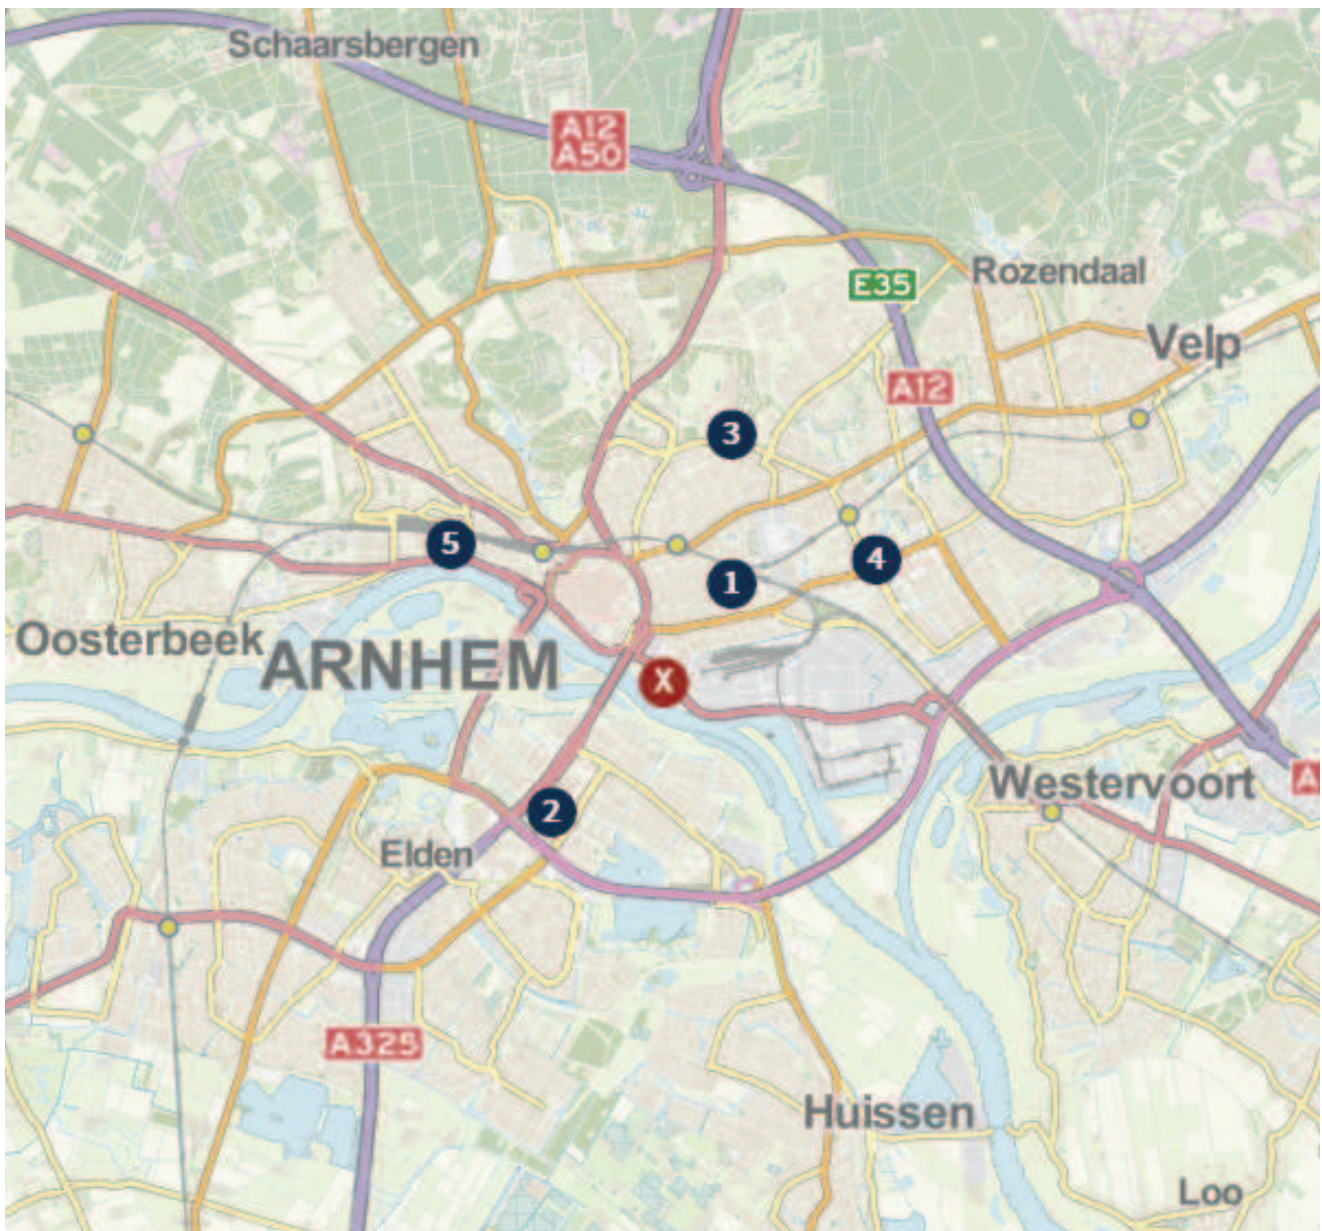 Schaarsbergen
A12
A50
Rozendaal
E35
Velp
A12
3
5
1
4
Oosterbeek
ARNHEM
X
Westervoort
A
2
Elden
A325
Huissen
Loo